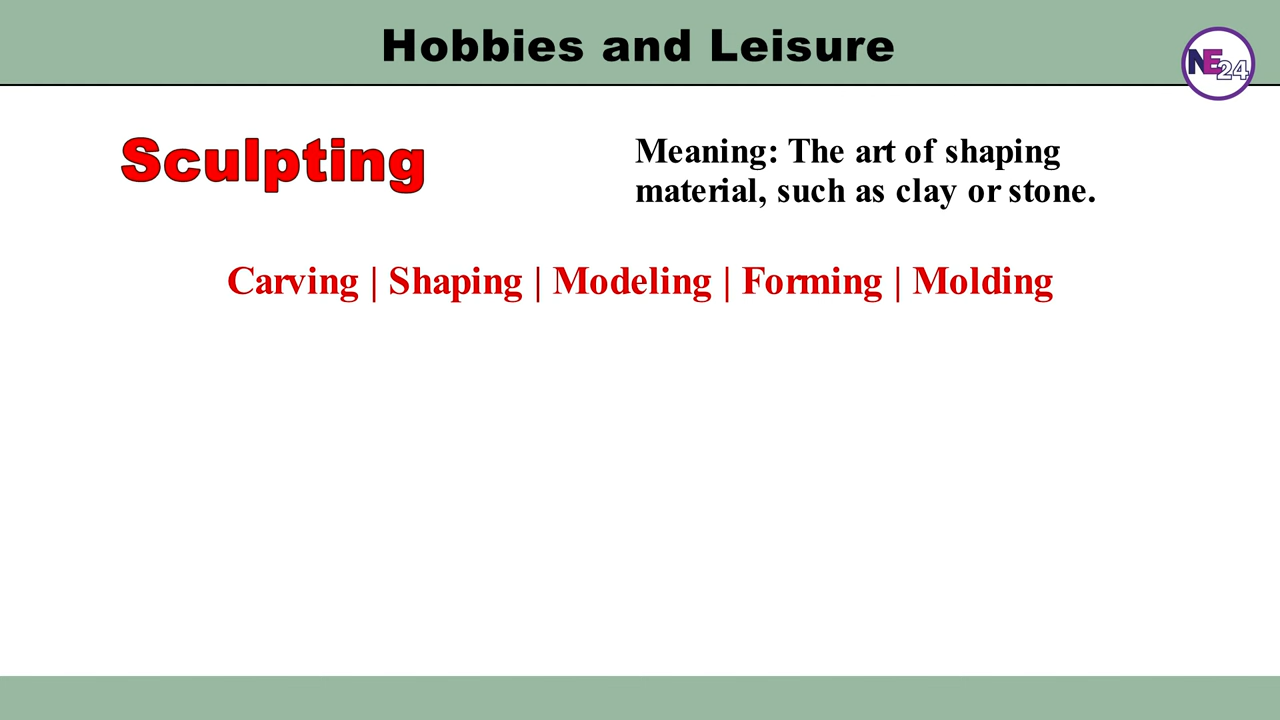 Hobbies and Leisure
NE24
Sculpting
Meaning: The art of shaping
material, such as clay or stone.
Carving | Shaping | Modeling | Forming | Molding